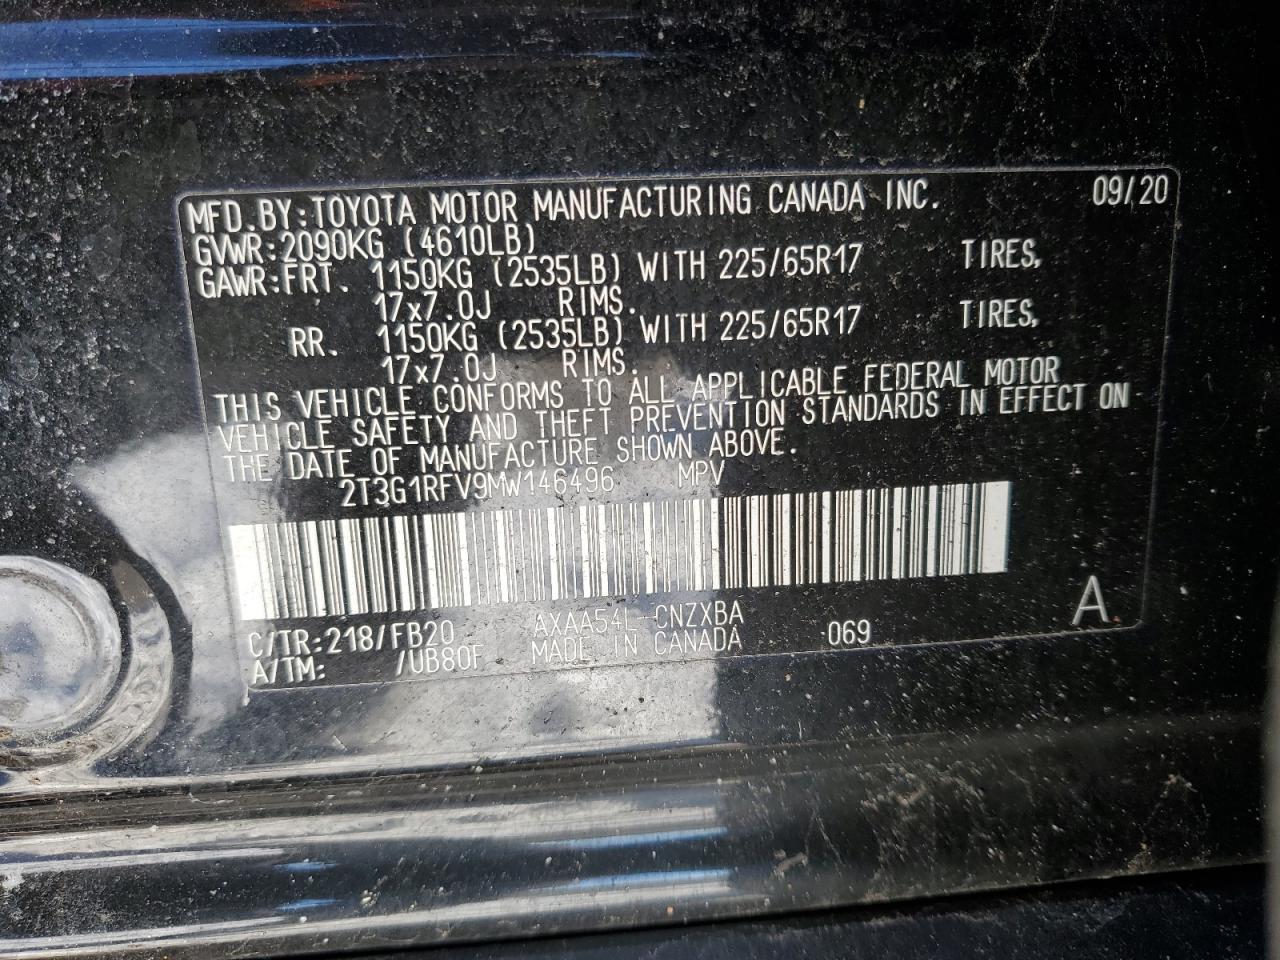 MFD.BY:TOYOTA MOTOR MANUFACTURING CANADA INC. 09/20
GVWR:2090KG (4610LB)
GAWR:FRT. 1150KG (2535LB) WITH 225/65R17 TIRES,
17x7.0J RIMS.
RR. 1150KG (2535LB) WITH 225/65R17 TIRES,
17x7.0J RIMS.
THIS VEHICLE CONFORMS TO ALL APPLICABLE FEDERAL MOTOR
VEHICLE SAFETY AND THEFT PREVENTION STANDARDS IN EFFECT ON
THE DATE OF MANUFACTURE SHOWN ABOVE.
2T3G1RFV9MW146496 MPV
C/TR:218/FB20 AXAA54L-CNZXBA
A/TM: /UB80F MADE IN CANADA 069 A